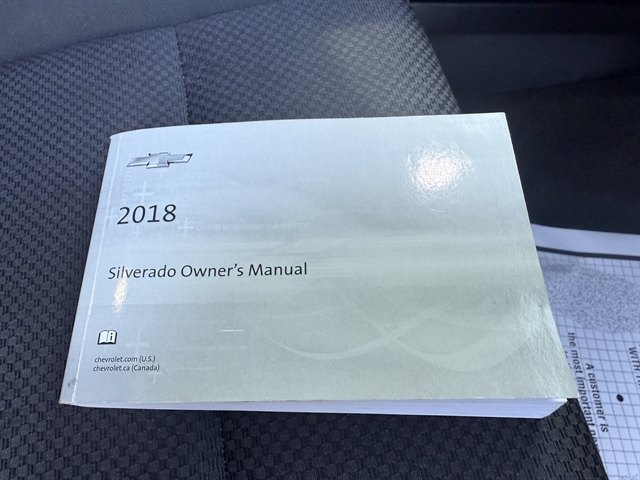 2018
Silverado Owner's Manual
chevrolet.com (U.S.)
chevrolet.ca (Canada)
A customer is
the most important